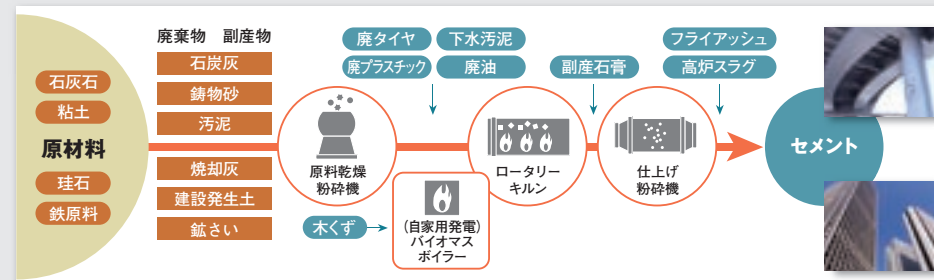 石灰石
粘土
原材料
珪石
鉄原料
廃棄物 副産物
石炭灰
鋳物砂
汚泥
焼却灰
建設発生土
鉱さい
原料乾燥
粉砕機
廃タイヤ
下水汚泥
廃プラスチック
廃油
木くず
(自家用発電)
バイオマス
ボイラー
ロータリー
キルン
副産石膏
仕上げ
粉砕機
フライアッシュ
高炉スラグ
セメント